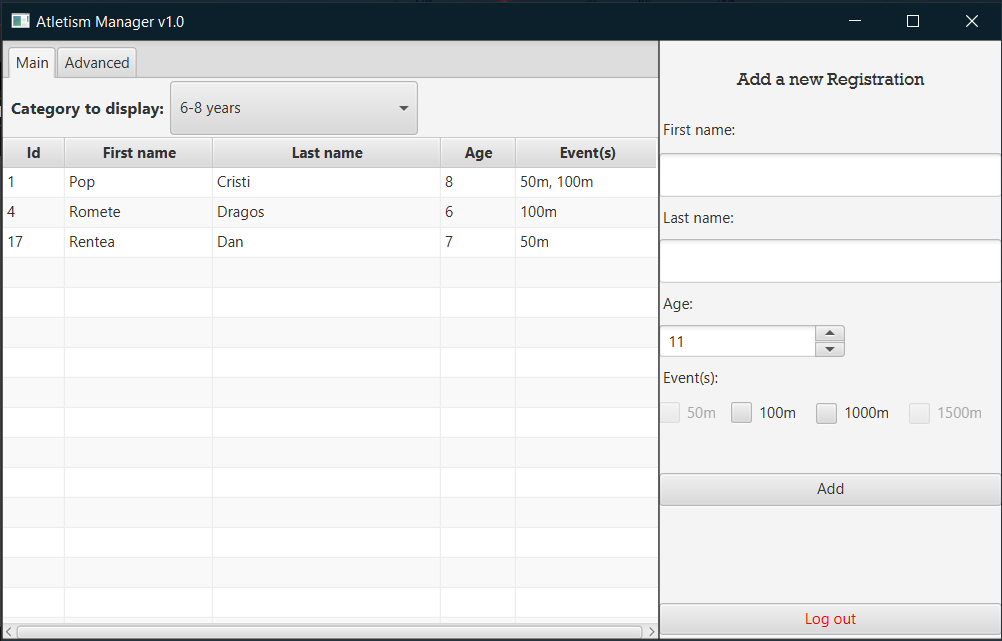 Atletism Manager v1.0
Main Advanced
Category to display: 6-8 years
Id First name Last name Age Event(s)
1 Pop Cristi 8 50m, 100m
4 Romete Dragos 6 100m
17 Rentea Dan 7 50m
Add a new Registration
First name:
Last name:
Age:
11
Event(s):
50m 100m 1000m 1500m
Add
Log out